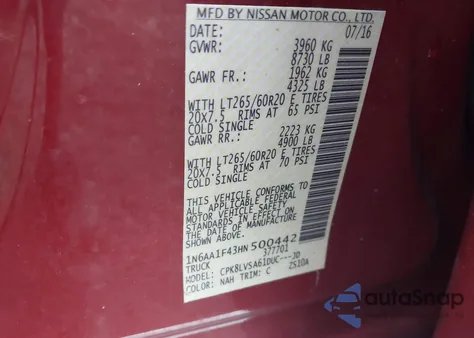 MFD BY NISSAN MOTOR CO., LTD.
DATE: 07/16
GVWR: 3960 KG
8730 LB
GAWR FR.: 1962 KG
4325 LB
WITH LT265/60R20 E TIRES
20X7.5 RIMS AT 65 PSI
COLD SINGLE
GAWR RR.: 2223 KG
4900 LB
WITH LT265/60R20 E TIRES
20X7.5 RIMS AT 70 PSI
COLD SINGLE
THIS VEHICLE CONFORMS TO
ALL APPLICABLE FEDERAL
MOTOR VEHICLE SAFETY
STANDARDS IN EFFECT ON THE
DATE OF MANUFACTURE
1N6AA1F43HN 500442
TRUCK 377701
MODEL: CPK8LVSA61DUC---JD
COLOR: NAH TRIM: C ZS1DA
autoSnap